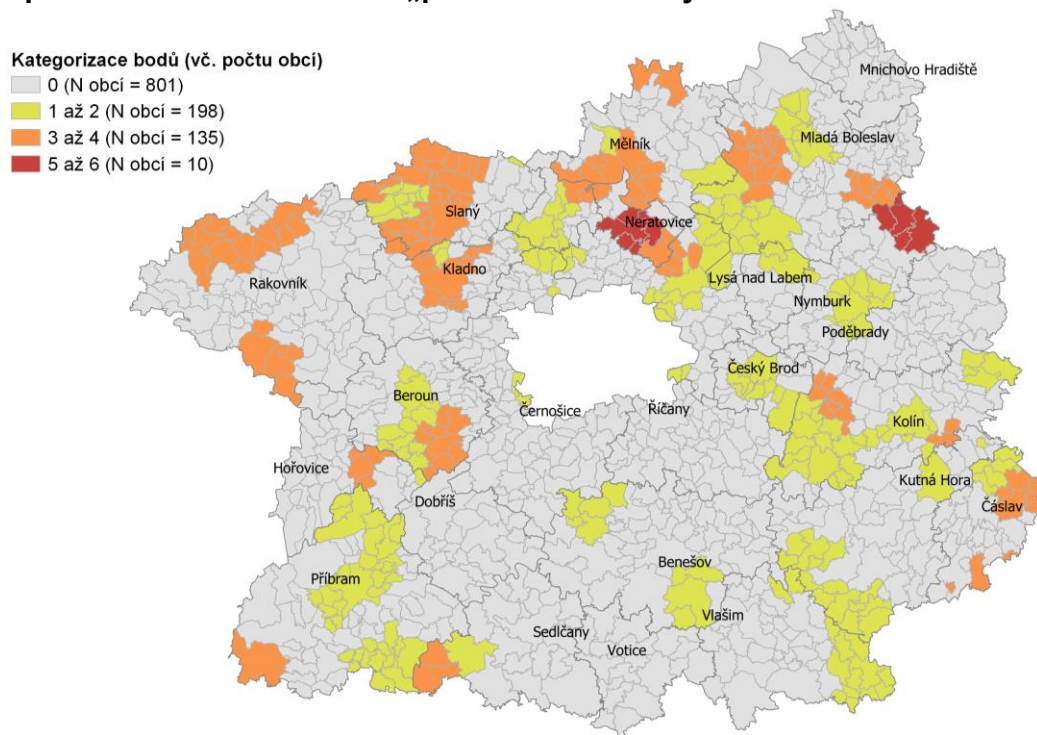 Kategorizace bodů (vč. počtu obcí)
0 (N obcí = 801)
1 až 2 (N obcí = 198)
3 až 4 (N obcí = 135)
5 až 6 (N obcí = 10)
Mnichovo Hradiště
Mladá Boleslav
Mělník
Slaný
Neratovice
Kladno
Lysá nad Labem
Rakovník
Nymburk
Poděbrady
Český Brod
Beroun
Černošice
Říčany
Kolín
Hořovice
Kutná Hora
Dobříš
Čáslav
Benešov
Příbram
Vlašim
Sedlčany
Votice